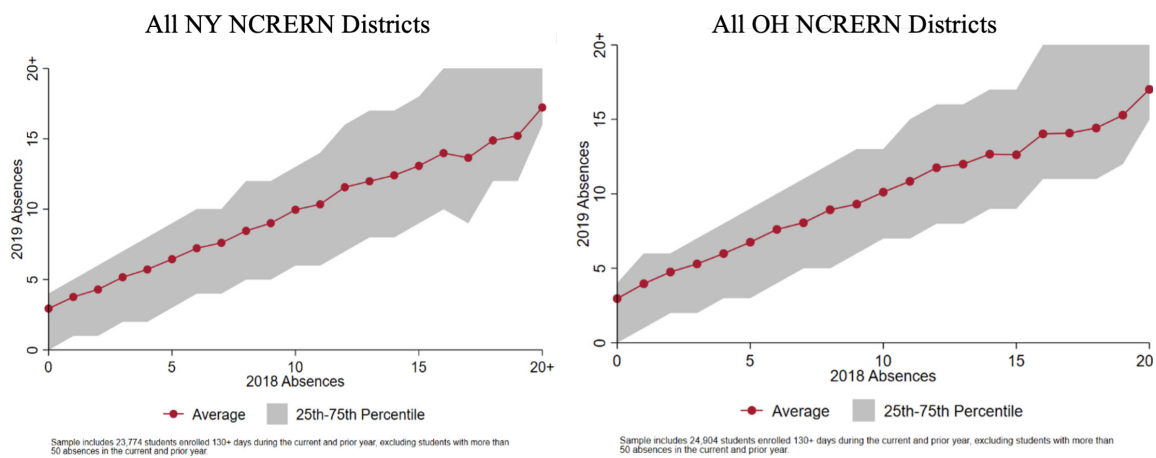 All NY NCRERN Districts
2019 Absences
20+
15
10
5
0
0 5 10 15 20+
2018 Absences
Average 25th-75th Percentile
Sample includes 23,774 students enrolled 130+ days during the current and prior year, excluding students with more than
50 absences in the current and prior year.
All OH NCRERN Districts
2019 Absences
20+
15
10
5
0
0 5 10 15 20
2018 Absences
Average 25th-75th Percentile
Sample includes 24,904 students enrolled 130+ days during the current and prior year, excluding students with more than
50 absences in the current and prior year.